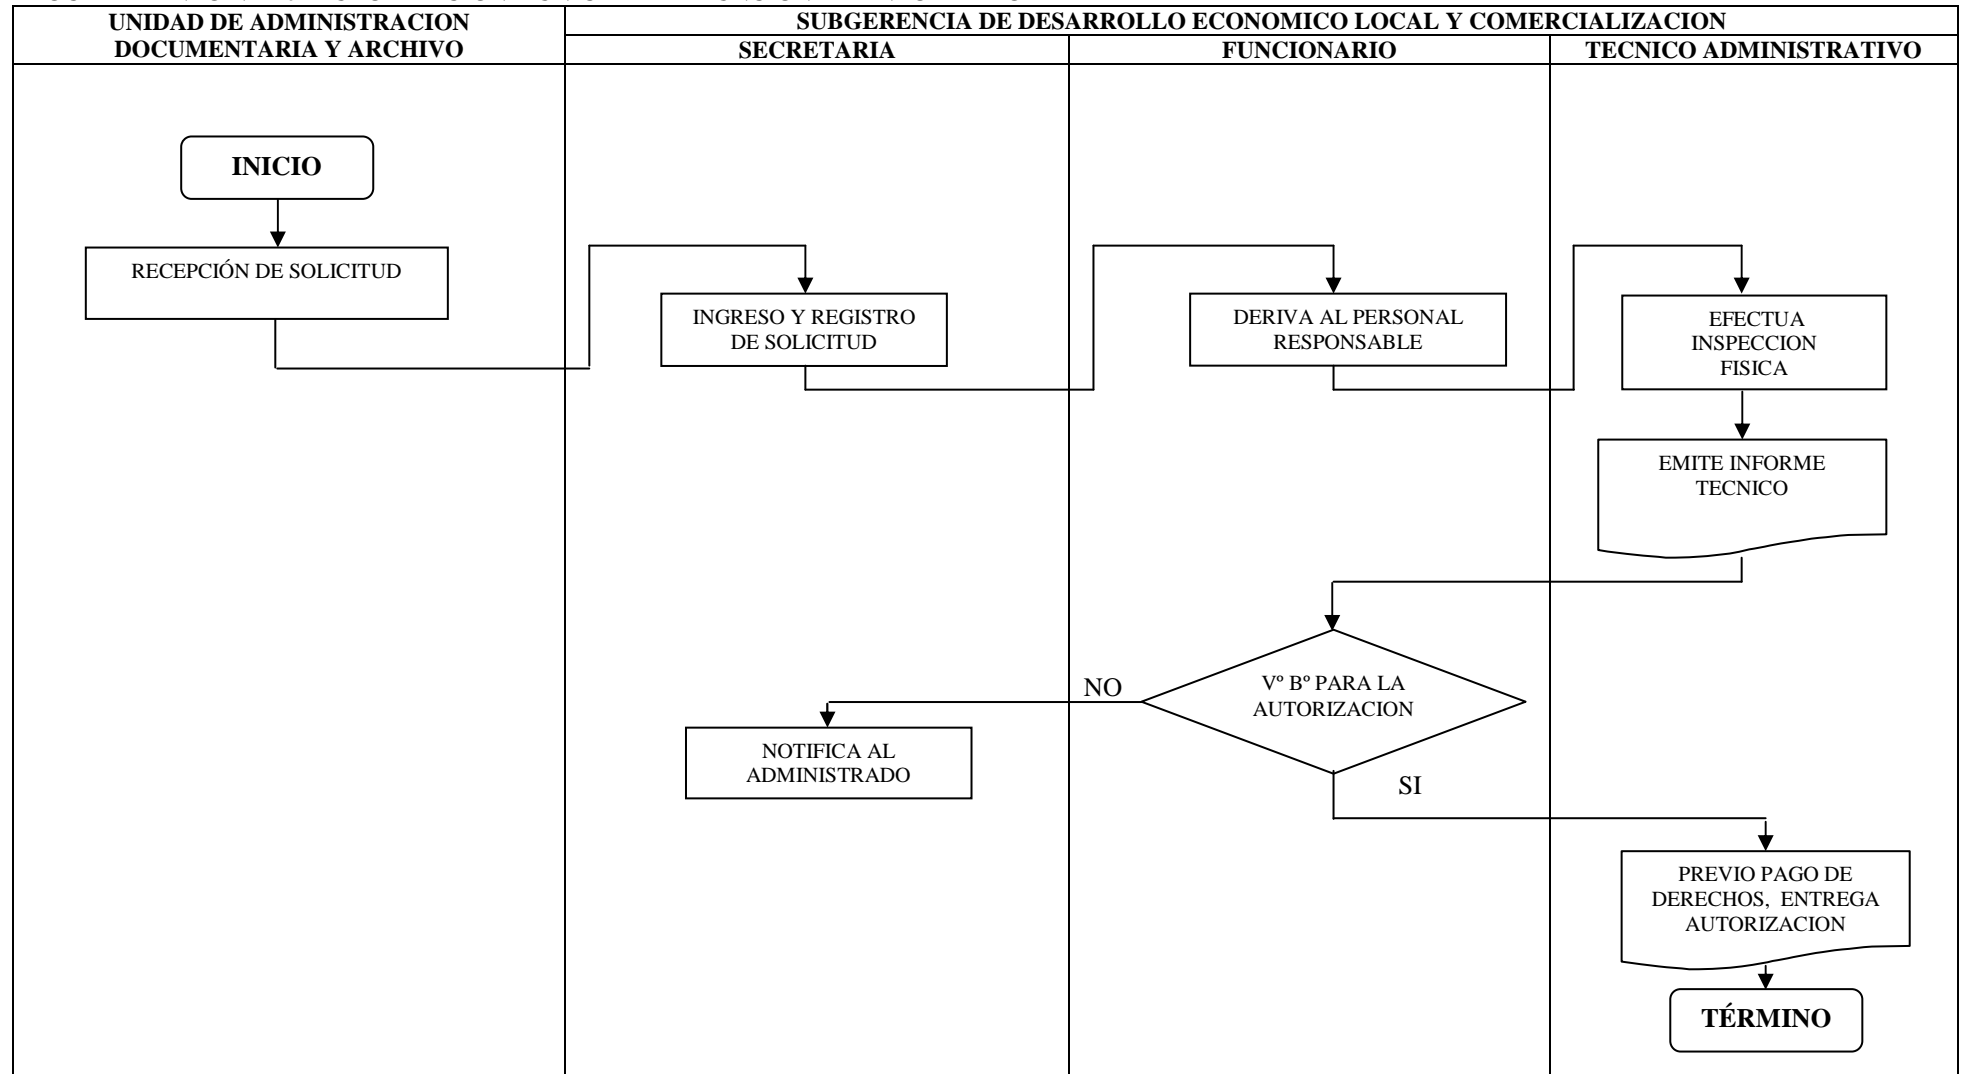 UNIDAD DE ADMINISTRACION
DOCUMENTARIA Y ARCHIVO
SUBGERENCIA DE DESARROLLO ECONOMICO LOCAL Y COMERCIALIZACION
SECRETARIA
FUNCIONARIO
TECNICO ADMINISTRATIVO
INICIO
RECEPCIÓN DE SOLICITUD
INGRESO Y REGISTRO
DE SOLICITUD
DERIVA AL PERSONAL
RESPONSABLE
EFECTUA
INSPECCION
FISICA
EMITE INFORME
TECNICO
Vº Bº PARA LA
AUTORIZACION
NO
NOTIFICA AL
ADMINISTRADO
SI
PREVIO PAGO DE
DERECHOS, ENTREGA
AUTORIZACION
TÉRMINO